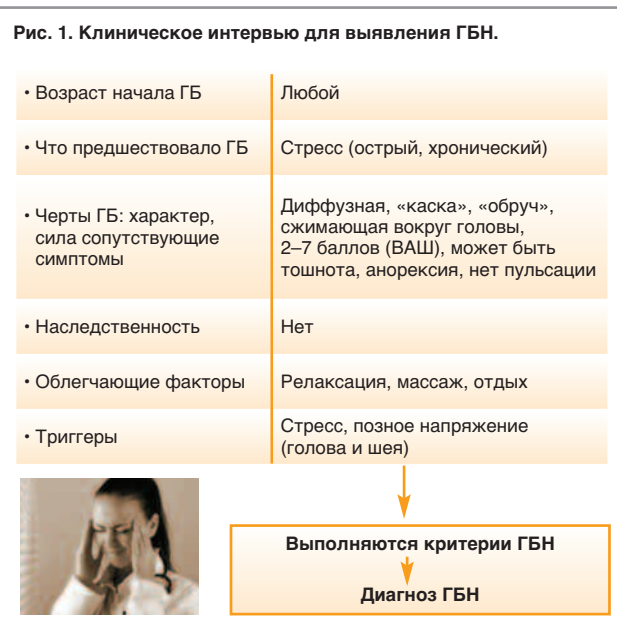 Рис. 1. Клиническое интервью для выявления ГБН.
• Возраст начала ГБ
Любой
• Что предшествовало ГБ
Стресс (острый, хронический)
• Черты ГБ: характер,
сила сопутствующие
симптомы
Диффузная, «каска», «обруч»,
сжимающая вокруг головы,
2–7 баллов (ВАШ), может быть
тошнота, анорексия, нет пульсации
• Наследственность
Нет
• Облегчающие факторы
Релаксация, массаж, отдых
• Триггеры
Стресс, позное напряжение
(голова и шея)
Выполняются критерии ГБН
Диагноз ГБН